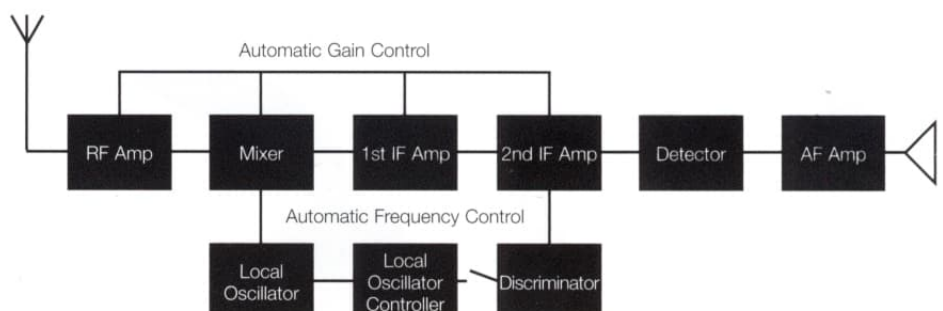 Automatic Gain Control
RF Amp
Mixer
1st IF Amp
2nd IF Amp
Detector
AF Amp
Automatic Frequency Control
Local
Oscillator
Local
Oscillator
Controller
Discriminator